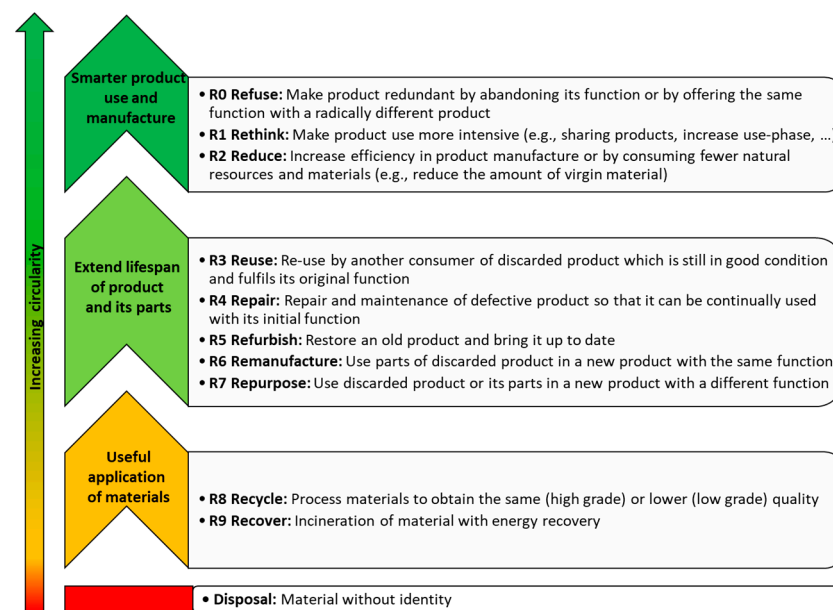 Increasing circularity
Smarter product
use and
manufacture
• R0 Refuse: Make product redundant by abandoning its function or by offering the same
function with a radically different product
• R1 Rethink: Make product use more intensive (e.g., sharing products, increase use-phase, ...)
• R2 Reduce: Increase efficiency in product manufacture or by consuming fewer natural
resources and materials (e.g., reduce the amount of virgin material)
Extend lifespan
of product
and its parts
• R3 Reuse: Re-use by another consumer of discarded product which is still in good condition
and fulfils its original function
• R4 Repair: Repair and maintenance of defective product so that it can be continually used
with its initial function
• R5 Refurbish: Restore an old product and bring it up to date
• R6 Remanufacture: Use parts of discarded product in a new product with the same function
• R7 Repurpose: Use discarded product or its parts in a new product with a different function
Useful
application
of materials
• R8 Recycle: Process materials to obtain the same (high grade) or lower (low grade) quality
• R9 Recover: Incineration of material with energy recovery
• Disposal: Material without identity